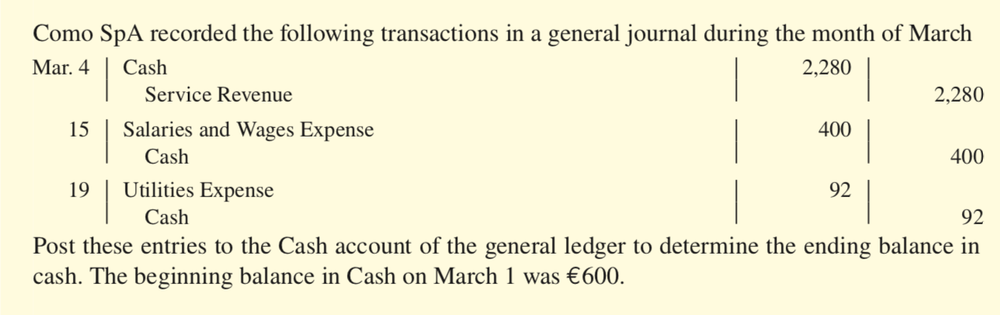 Como SpA recorded the following transactions in a general journal during the month of March
Mar. 4 Cash 2,280
Service Revenue 2,280
15 Salaries and Wages Expense 400
Cash 400
19 Utilities Expense 92
Cash 92
Post these entries to the Cash account of the general ledger to determine the ending balance in
cash. The beginning balance in Cash on March 1 was €600.